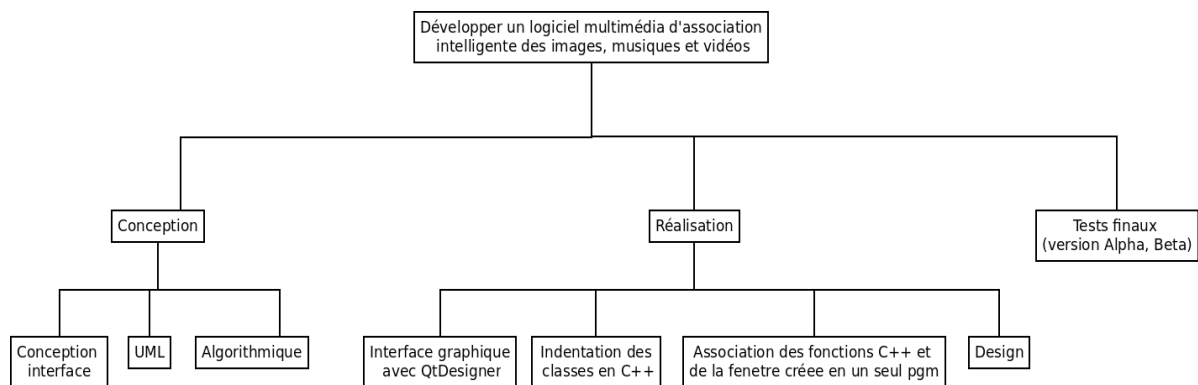 Développer un logiciel multimédia d'association
intelligente des images, musiques et vidéos
Conception
Réalisation
Tests finaux
(version Alpha, Beta)
Conception
interface
UML
Algorithmique
Interface graphique
avec QtDesigner
Indentation des
classes en C++
Association des fonctions C++ et
de la fenetre créee en un seul pgm
Design